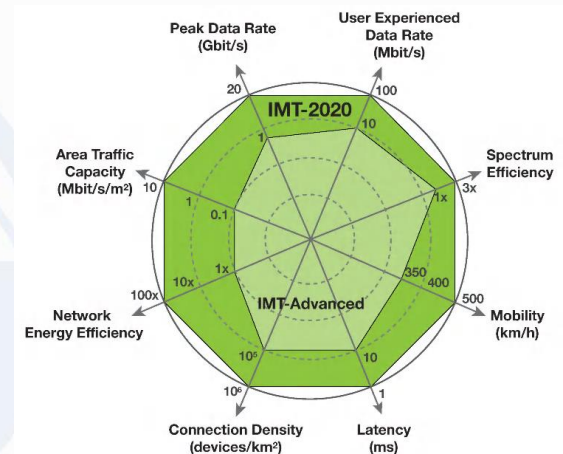 Peak Data Rate
(Gbit/s)
User Experienced
Data Rate
(Mbit/s)
20
100
IMT-2020
1
10
Area Traffic
Capacity
(Mbit/s/m²)
Spectrum
Efficiency
10
1
0.1
1x
3x
Network
Energy Efficiency
100x
10x
1x
350
400
500
Mobility
(km/h)
IMT-Advanced
10⁵
10
10⁶
1
Connection Density
(devices/km²)
Latency
(ms)